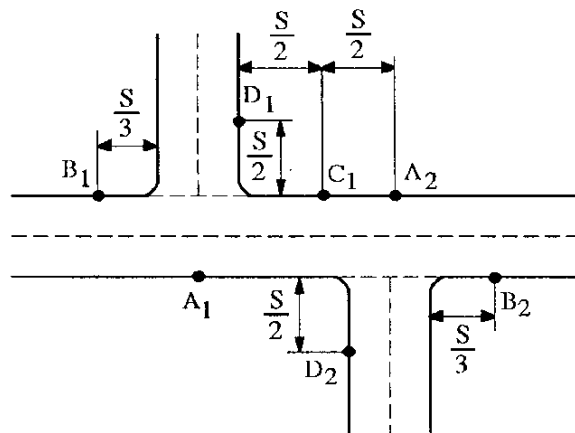 S/2 S/2
S/3 D₁ S/2
B₁ C₁ A₂
A₁ S/2 B₂
D₂ S/3